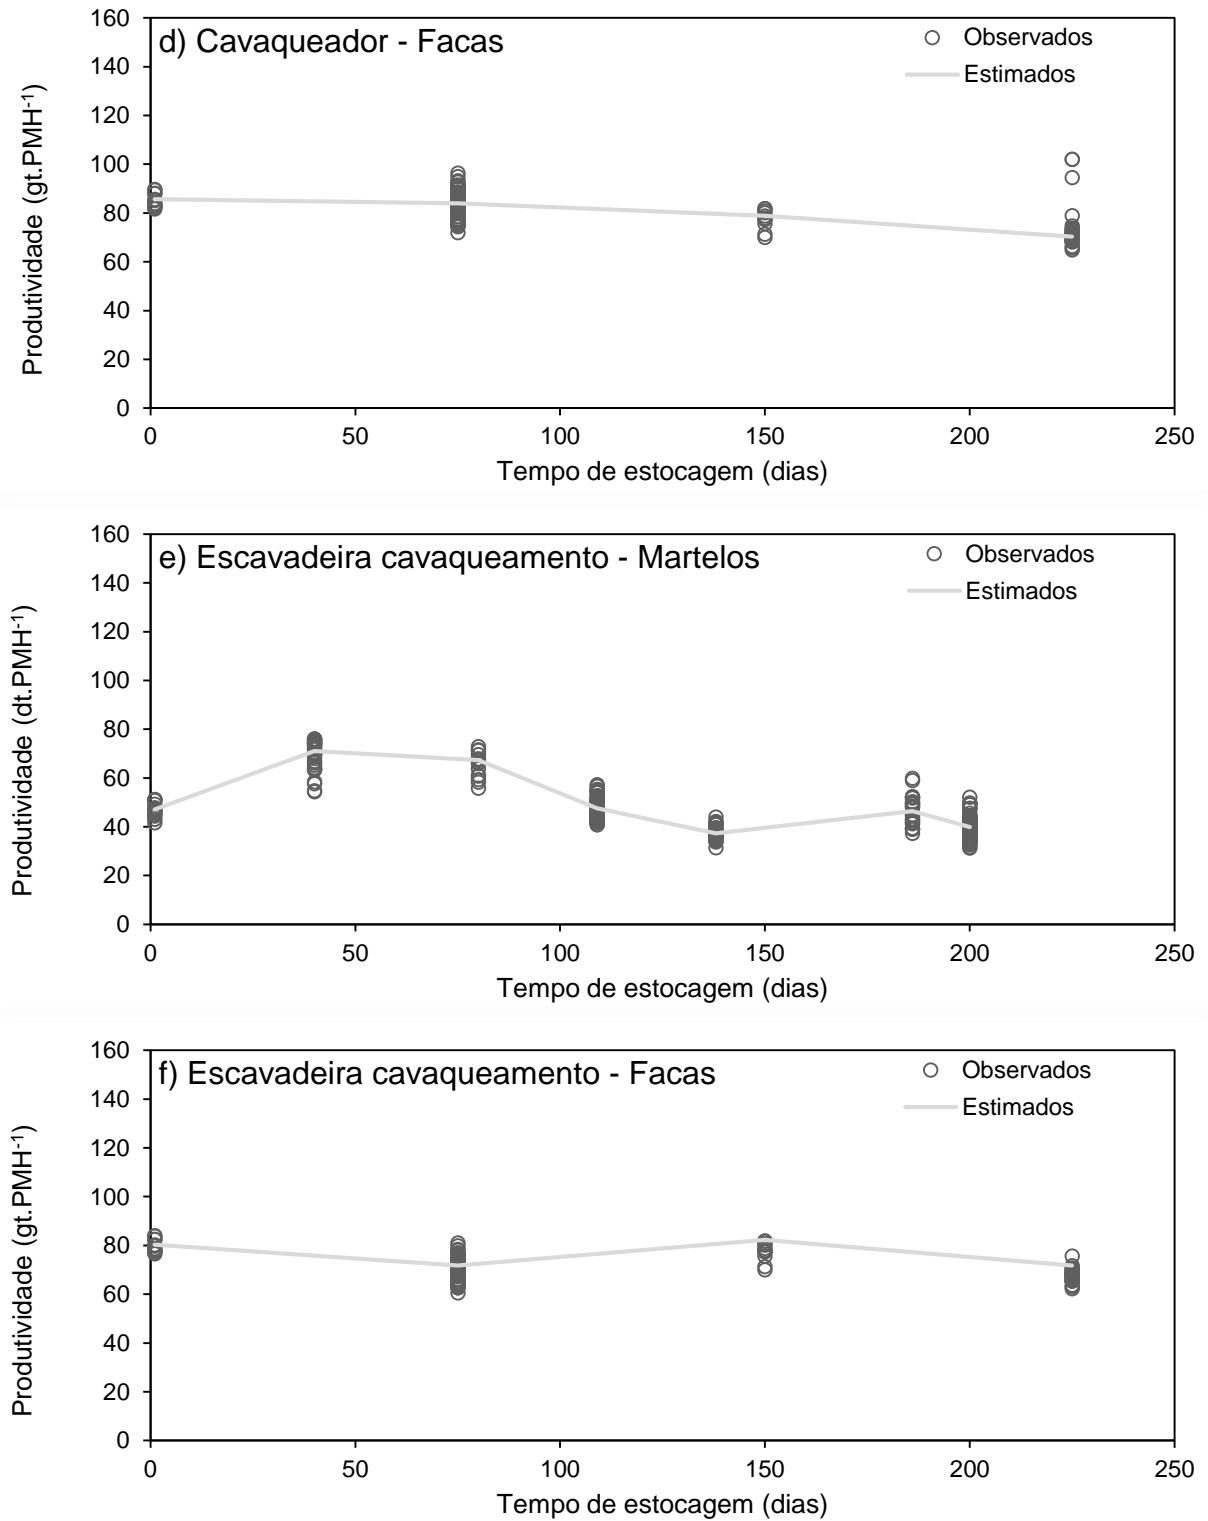 d) Cavaqueador - Facas
Observados
Estimados
Produtividade (gt.PMH-1)
160
140
120
100
80
60
40
20
0
0 50 100 150 200 250
Tempo de estocagem (dias)
e) Escavadeira cavaqueamento - Martelos
Observados
Estimados
Produtividade (dt.PMH-1)
160
140
120
100
80
60
40
20
0
0 50 100 150 200 250
Tempo de estocagem (dias)
f) Escavadeira cavaqueamento - Facas
Observados
Estimados
Produtividade (gt.PMH-1)
160
140
120
100
80
60
40
20
0
0 50 100 150 200 250
Tempo de estocagem (dias)